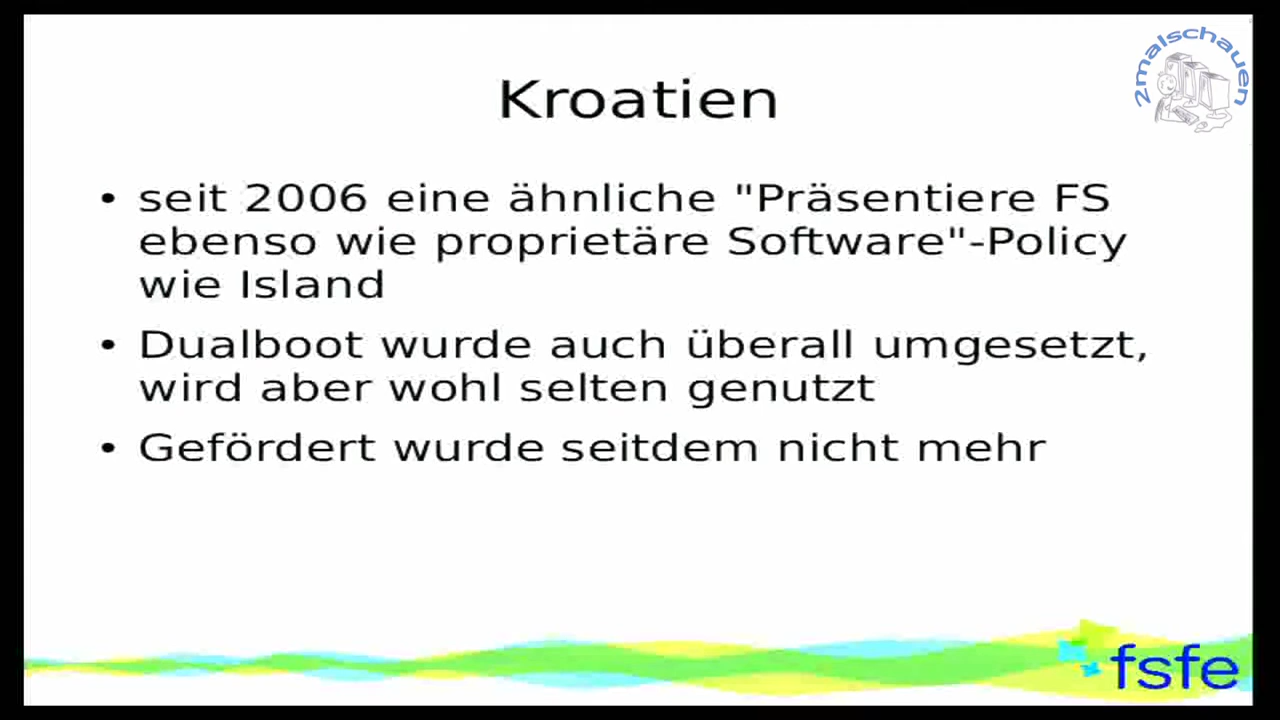 2malschauen
Kroatien
• seit 2006 eine ähnliche "Präsentiere FS
ebenso wie proprietäre Software"-Policy
wie Island
• Dualboot wurde auch überall umgesetzt,
wird aber wohl selten genutzt
• Gefördert wurde seitdem nicht mehr
fsfe